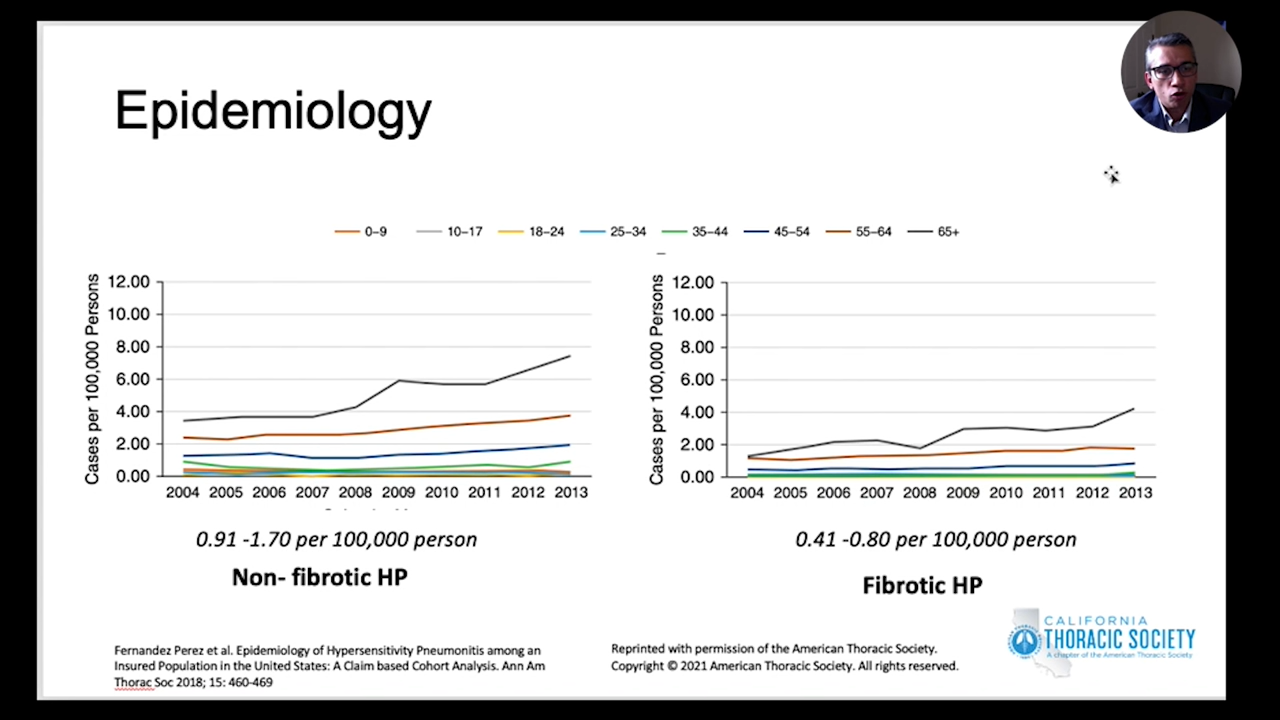 Epidemiology
0–9 10–17 18–24 25–34 35–44 45–54 55–64 65+
Cases per 100,000 Persons
12.00
10.00
8.00
6.00
4.00
2.00
0.00
2004 2005 2006 2007 2008 2009 2010 2011 2012 2013
0.91 -1.70 per 100,000 person
Non- fibrotic HP
Cases per 100,000 Persons
12.00
10.00
8.00
6.00
4.00
2.00
0.00
2004 2005 2006 2007 2008 2009 2010 2011 2012 2013
0.41 -0.80 per 100,000 person
Fibrotic HP
Fernandez Perez et al. Epidemiology of Hypersensitivity Pneumonitis among an
Insured Population in the United States: A Claim based Cohort Analysis. Ann Am
Thorac Soc 2018; 15: 460-469
Reprinted with permission of the American Thoracic Society.
Copyright © 2021 American Thoracic Society. All rights reserved.
CALIFORNIA
THORACIC SOCIETY
A chapter of the American Thoracic Society